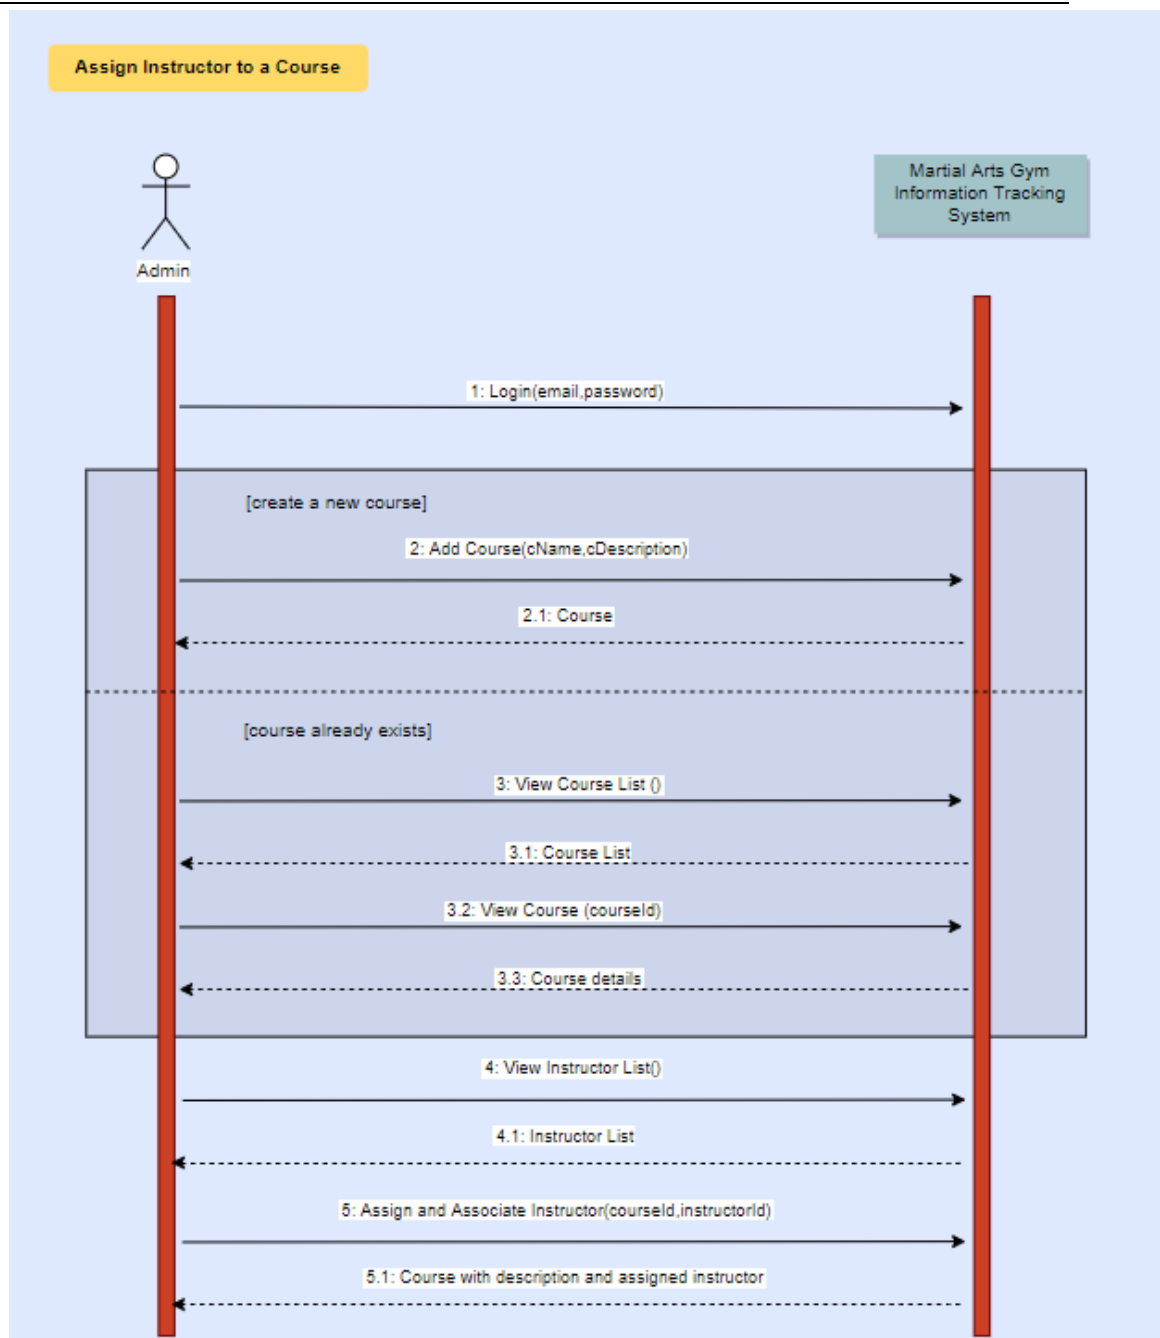 Assign Instructor to a Course
Martial Arts Gym
Information Tracking
System
Admin
1: Login(email,password)
[create a new course]
2: Add Course(cName,cDescription)
2.1: Course
[course already exists]
3: View Course List ()
3.1: Course List
3.2: View Course (courseId)
3.3: Course details
4: View Instructor List()
4.1: Instructor List
5: Assign and Associate Instructor(courseId,instructorId)
5.1: Course with description and assigned instructor